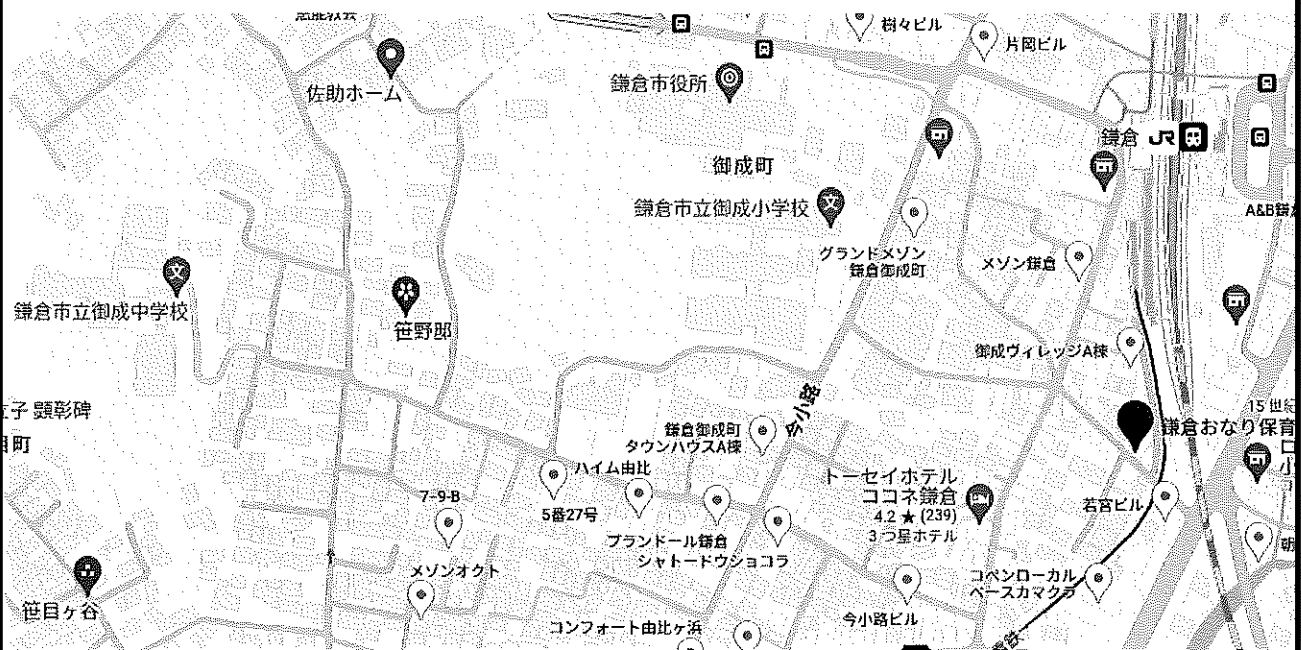 樹々ビル
片岡ビル
佐助ホーム
鎌倉市役所
鎌倉
JR
御成町
鎌倉市立御成小学校
A&B鎌
グランドメゾン
鎌倉御成町
メゾン鎌倉
鎌倉市立御成中学校
笹野邸
御成ヴィレッジA棟
子 顕彰碑
町
今小路
15 世紀
鎌倉おなり保育
鎌倉御成町
タウンハウスA棟
ハイム由比
トーセイホテル
ココネ鎌倉
4.2 ★ (239)
3 つ星ホテル
7-9-B
5番27号
若宮ビル
プランドール鎌倉
シャトードウショコラ
朝
メゾンオクト
コペンローカル
ベースカマクラ
笹目ヶ谷
今小路ビル
コンフォート由比ヶ浜